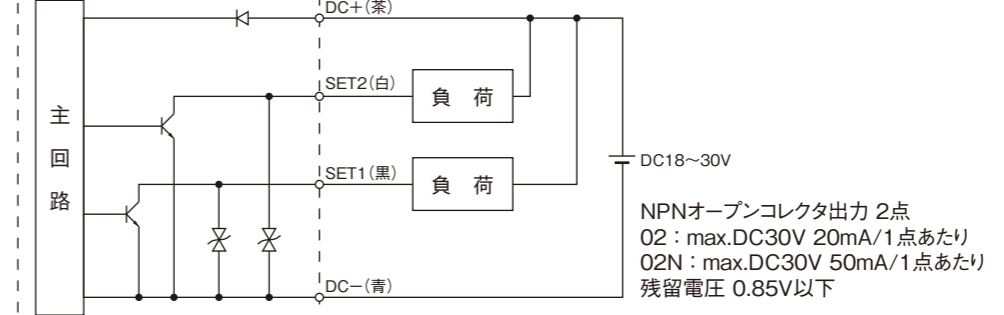 DC+(茶)
SET2(白)
負 荷
主回路
DC18～30V
SET1(黒)
負 荷
NPNオープンコレクタ出力 2点
02：max.DC30V 20mA/1点あたり
02N：max.DC30V 50mA/1点あたり
残留電圧 0.85V以下
DC−(青)